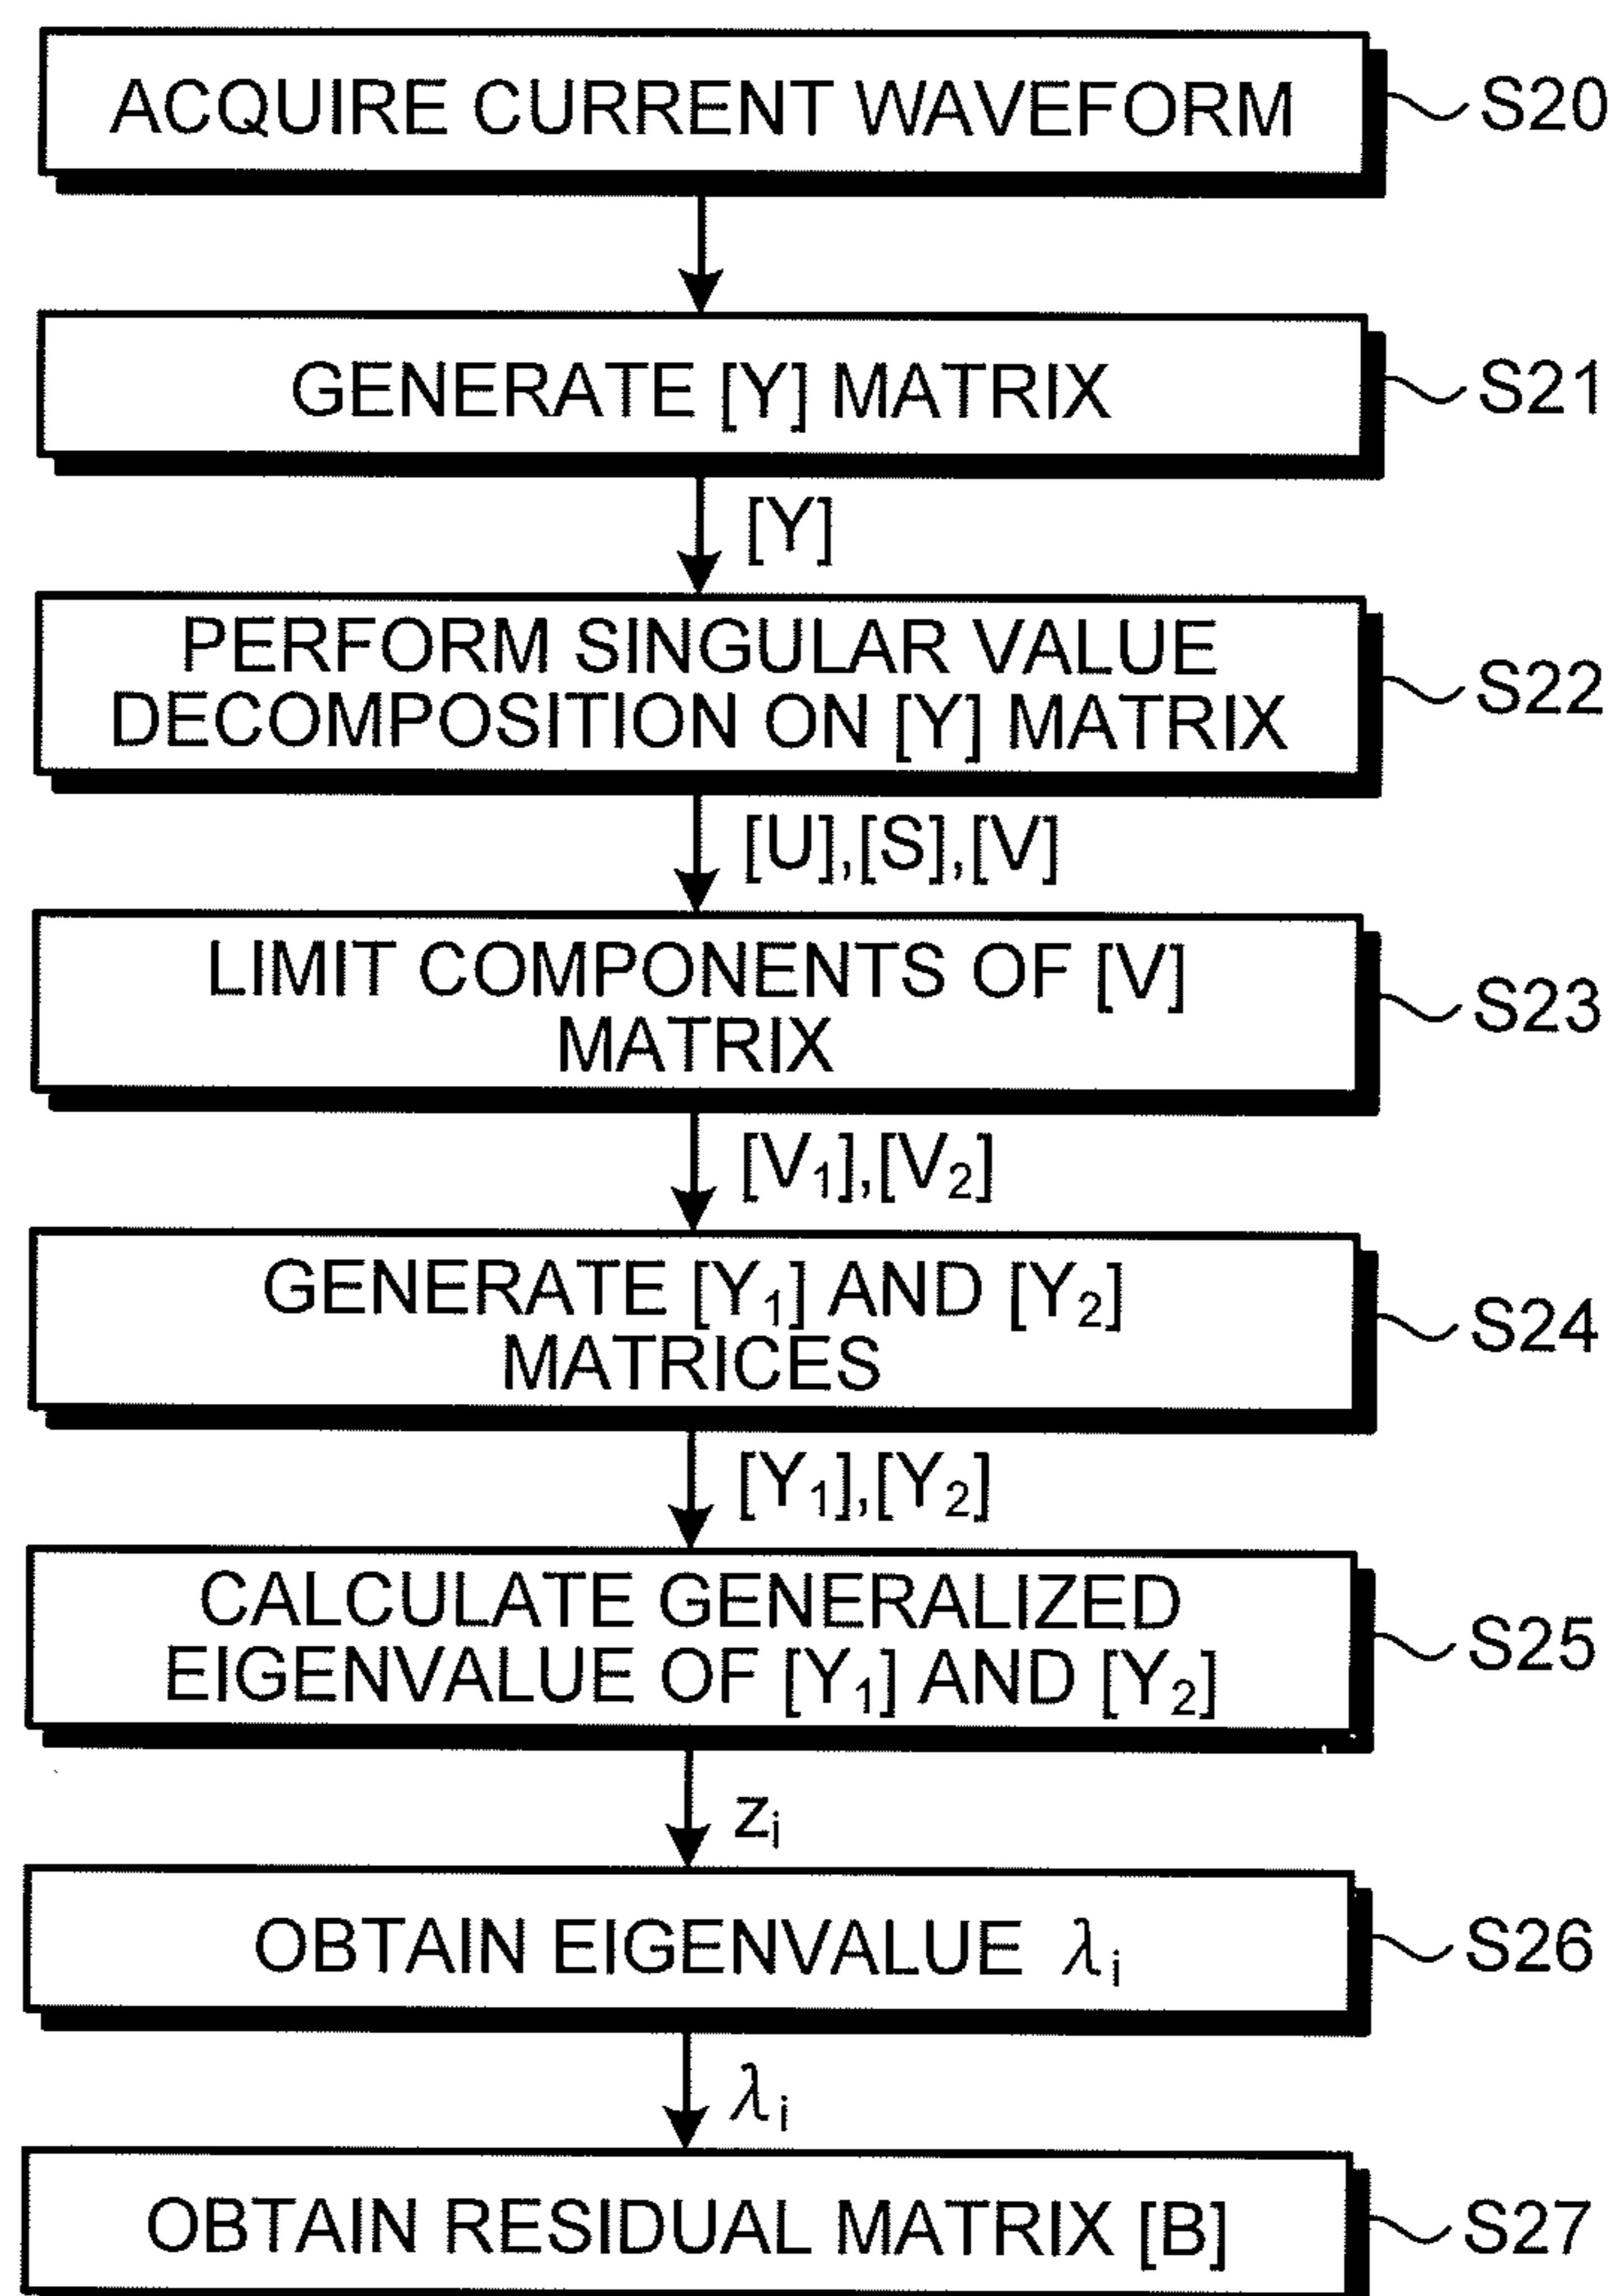 ACQUIRE CURRENT WAVEFORM
S20
GENERATE [Y] MATRIX
S21
[Y]
PERFORM SINGULAR VALUE
DECOMPOSITION ON [Y] MATRIX
S22
[U],[S],[V]
LIMIT COMPONENTS OF [V]
MATRIX
S23
[V₁],[V₂]
GENERATE [Y₁] AND [Y₂]
MATRICES
S24
[Y₁],[Y₂]
CALCULATE GENERALIZED
EIGENVALUE OF [Y₁] AND [Y₂]
S25
zᵢ
OBTAIN EIGENVALUE λᵢ
S26
λᵢ
OBTAIN RESIDUAL MATRIX [B]
S27